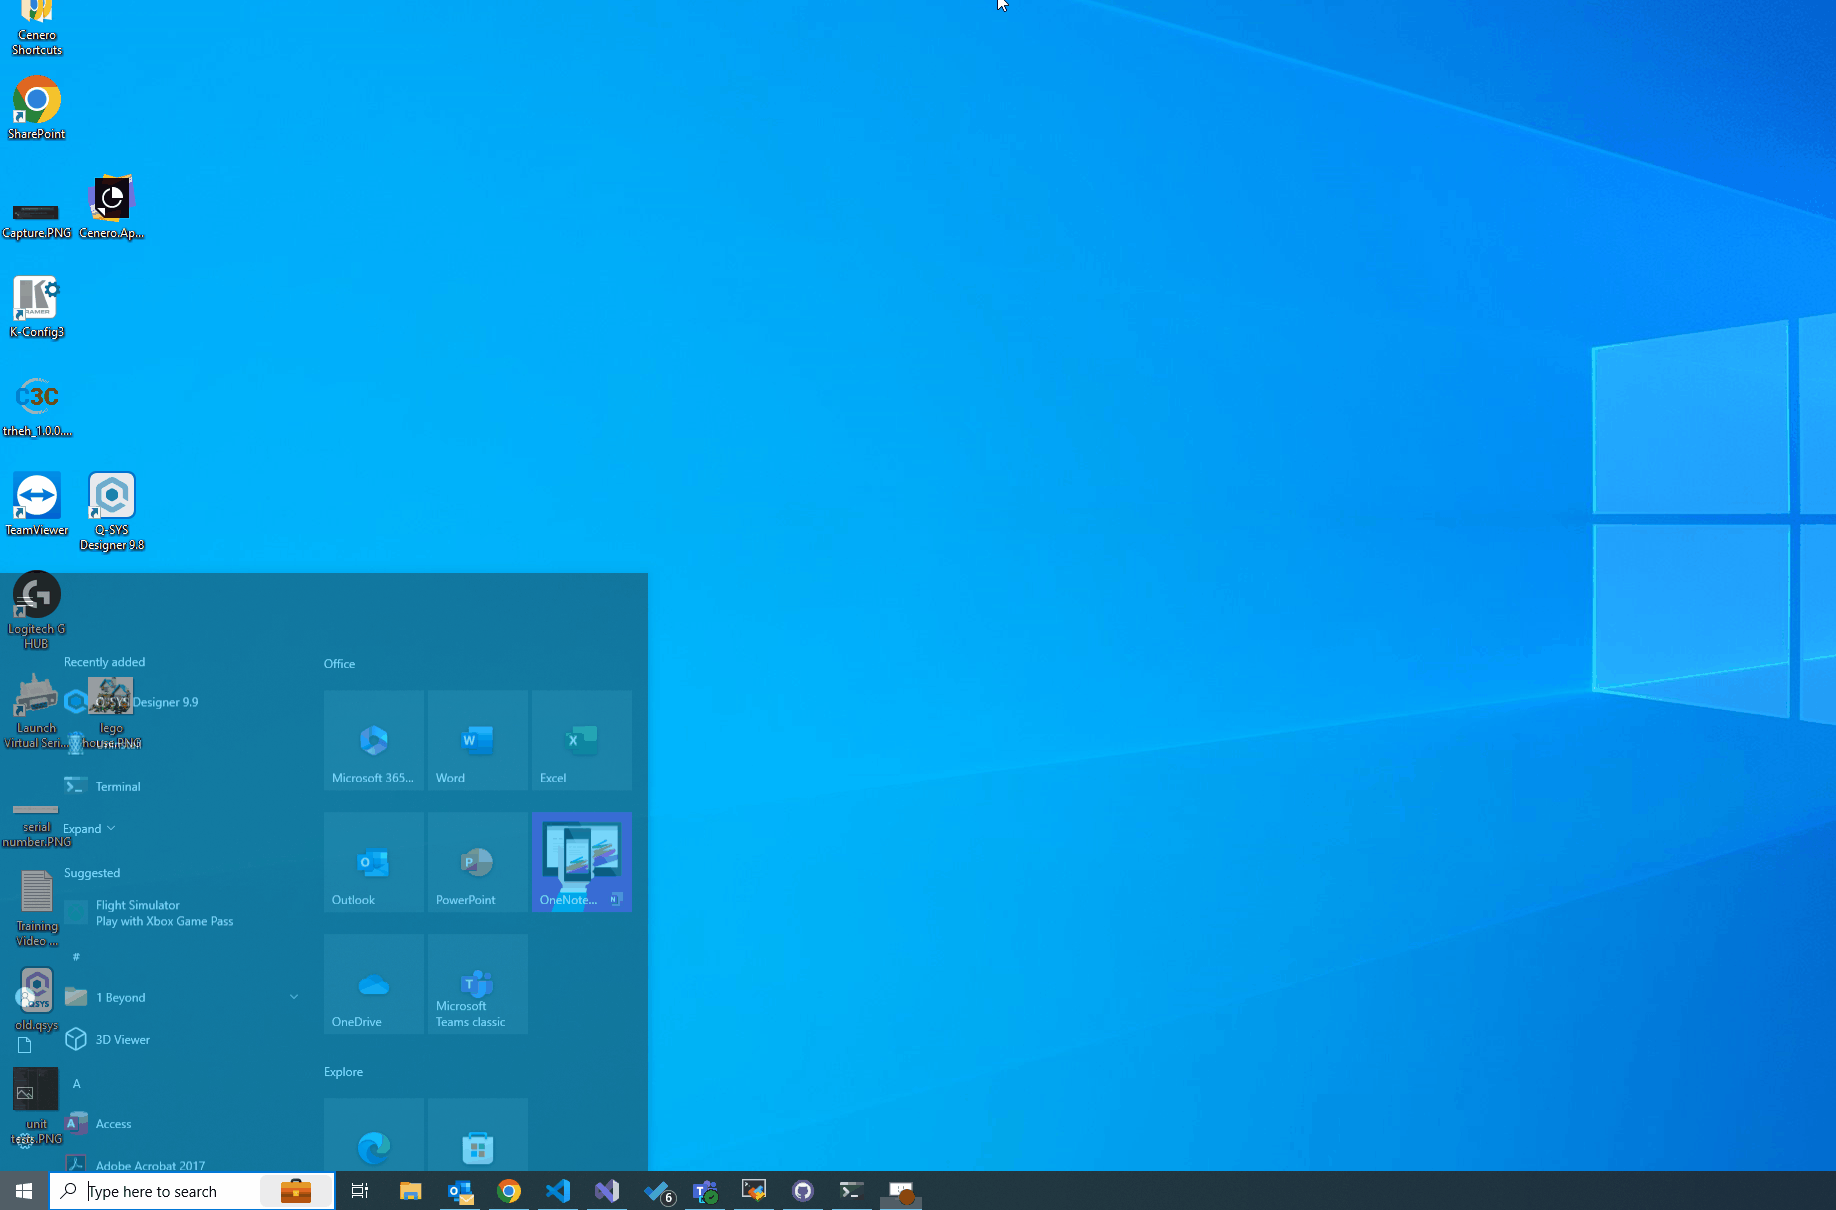 Cenero
Shortcuts
SharePoint
Capture.PNG
Cenero.Ap...
K-Config3
C3C
trheh_1.0.0....
TeamViewer
Q-SYS
Designer 9.8
Logitech G
HUB
Launch
Virtual Seri...
lego
house.PNG
serial
number.PNG
Training
Video ...
QSYS
old.qsys
unit
tests.PNG
Recently added
Q-SYS Designer 9.9
Terminal
Expand
Suggested
Flight Simulator
Play with Xbox Game Pass
#
1 Beyond
3D Viewer
A
Access
Adobe Acrobat 2017
Office
Microsoft 365...
Word
Excel
Outlook
PowerPoint
OneNote...
OneDrive
Microsoft
Teams classic
Explore
Type here to search
6